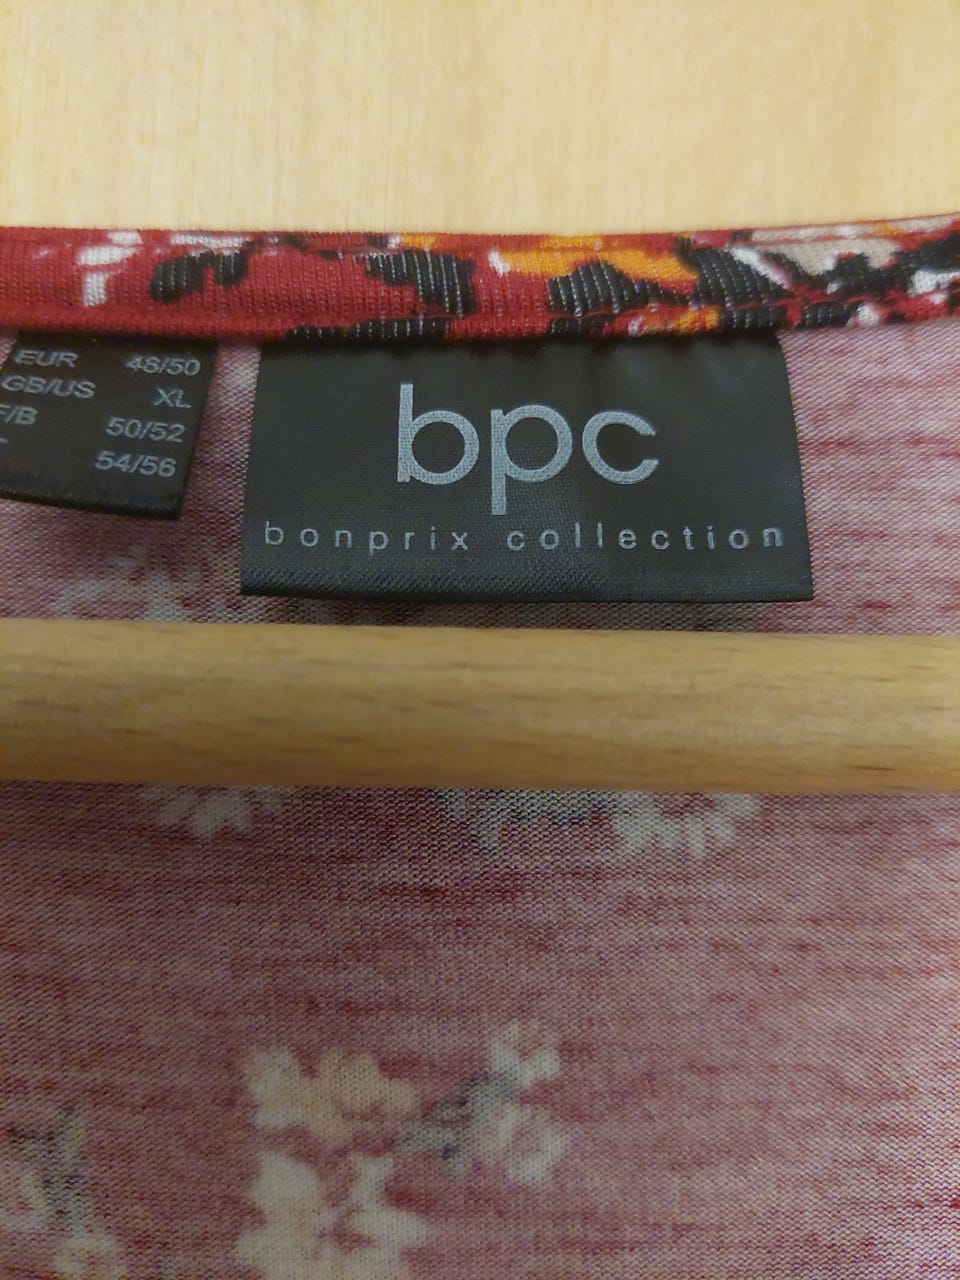 EUR 48/50
GB/US XL
F/B 50/52
54/56
bpc
bonprix collection